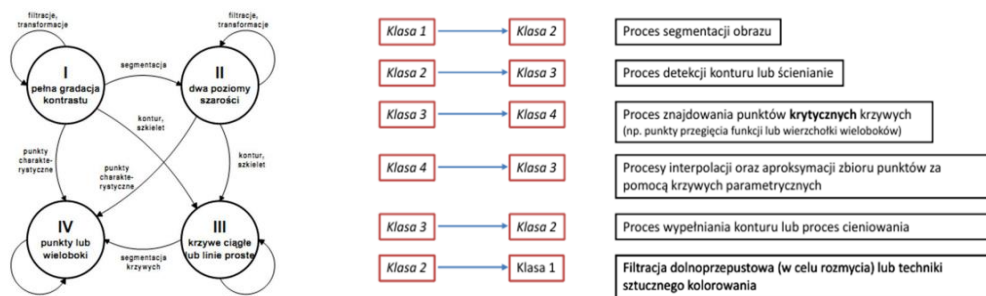 filtracje,
transformacje
filtracje,
transformacje
I
pełna gradacja
kontrastu
segmentacja
II
dwa poziomy
szarości
kontur,
szkielet
punkty
charakte-
rystyczne
punkty
charakte-
rystyczne
kontur,
szkielet
IV
punkty lub
wieloboki
segmentacja
krzywych
III
krzywe ciągłe
lub linie proste
Klasa 1 Klasa 2 Proces segmentacji obrazu
Klasa 2 Klasa 3 Proces detekcji konturu lub ścienianie
Klasa 3 Klasa 4 Proces znajdowania punktów krytycznych krzywych
(np. punkty przegięcia funkcji lub wierzchołki wieloboków)
Klasa 4 Klasa 3 Procesy interpolacji oraz aproksymacji zbioru punktów za
pomocą krzywych parametrycznych
Klasa 3 Klasa 2 Proces wypełniania konturu lub proces cieniowania
Klasa 2 Klasa 1 Filtracja dolnoprzepustowa (w celu rozmycia) lub techniki
sztucznego kolorowania